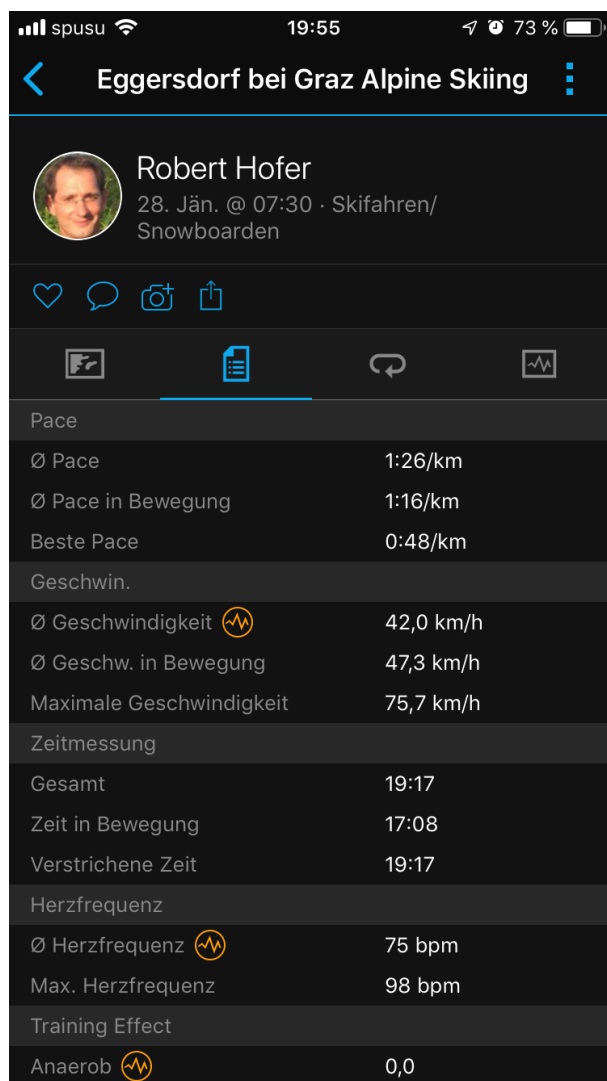 spusu 19:55 73 %
Eggersdorf bei Graz Alpine Skiing
Robert Hofer
28. Jän. @ 07:30 · Skifahren/
Snowboarden
Pace
Ø Pace 1:26/km
Ø Pace in Bewegung 1:16/km
Beste Pace 0:48/km
Geschwin.
Ø Geschwindigkeit 42,0 km/h
Ø Geschw. in Bewegung 47,3 km/h
Maximale Geschwindigkeit 75,7 km/h
Zeitmessung
Gesamt 19:17
Zeit in Bewegung 17:08
Verstrichene Zeit 19:17
Herzfrequenz
Ø Herzfrequenz 75 bpm
Max. Herzfrequenz 98 bpm
Training Effect
Anaerob 0,0